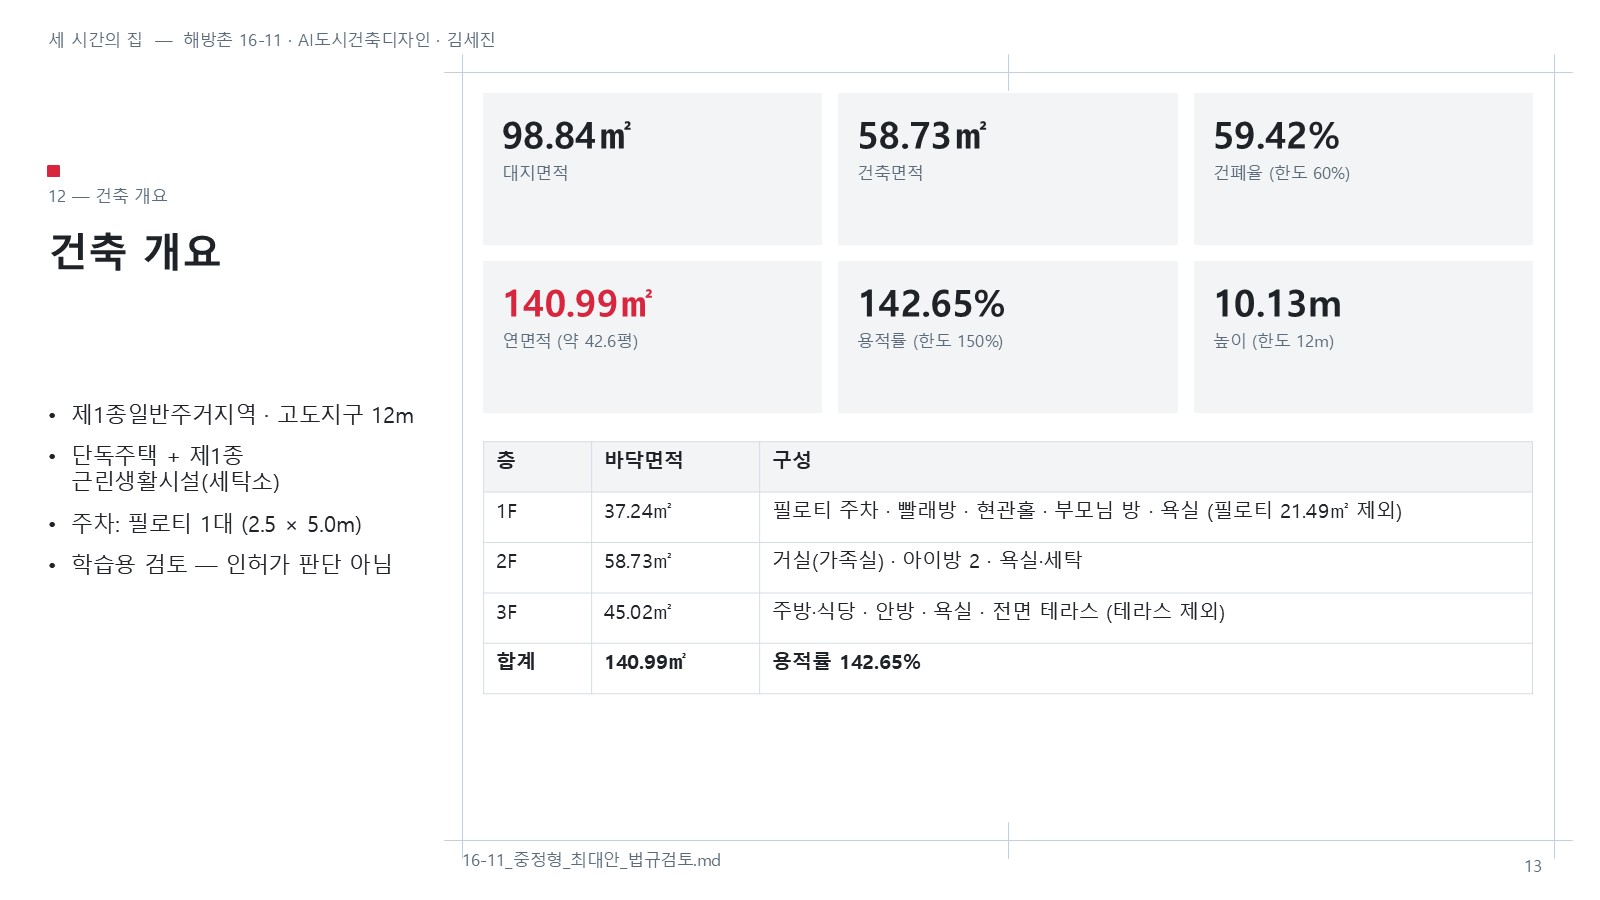 세 시간의 집 — 해방촌 16-11 · AI도시건축디자인 · 김세진
12 — 건축 개요
건축 개요
• 제1종일반주거지역 · 고도지구 12m
• 단독주택 + 제1종
근린생활시설(세탁소)
• 주차: 필로티 1대 (2.5 × 5.0m)
• 학습용 검토 — 인허가 판단 아님
98.84㎡
대지면적
58.73㎡
건축면적
59.42%
건폐율 (한도 60%)
140.99㎡
연면적 (약 42.6평)
142.65%
용적률 (한도 150%)
10.13m
높이 (한도 12m)
층 바닥면적 구성
1F 37.24㎡ 필로티 주차 · 빨래방 · 현관홀 · 부모님 방 · 욕실 (필로티 21.49㎡ 제외)
2F 58.73㎡ 거실(가족실) · 아이방 2 · 욕실·세탁
3F 45.02㎡ 주방·식당 · 안방 · 욕실 · 전면 테라스 (테라스 제외)
합계 140.99㎡ 용적률 142.65%
16-11_중정형_최대안_법규검토.md
13